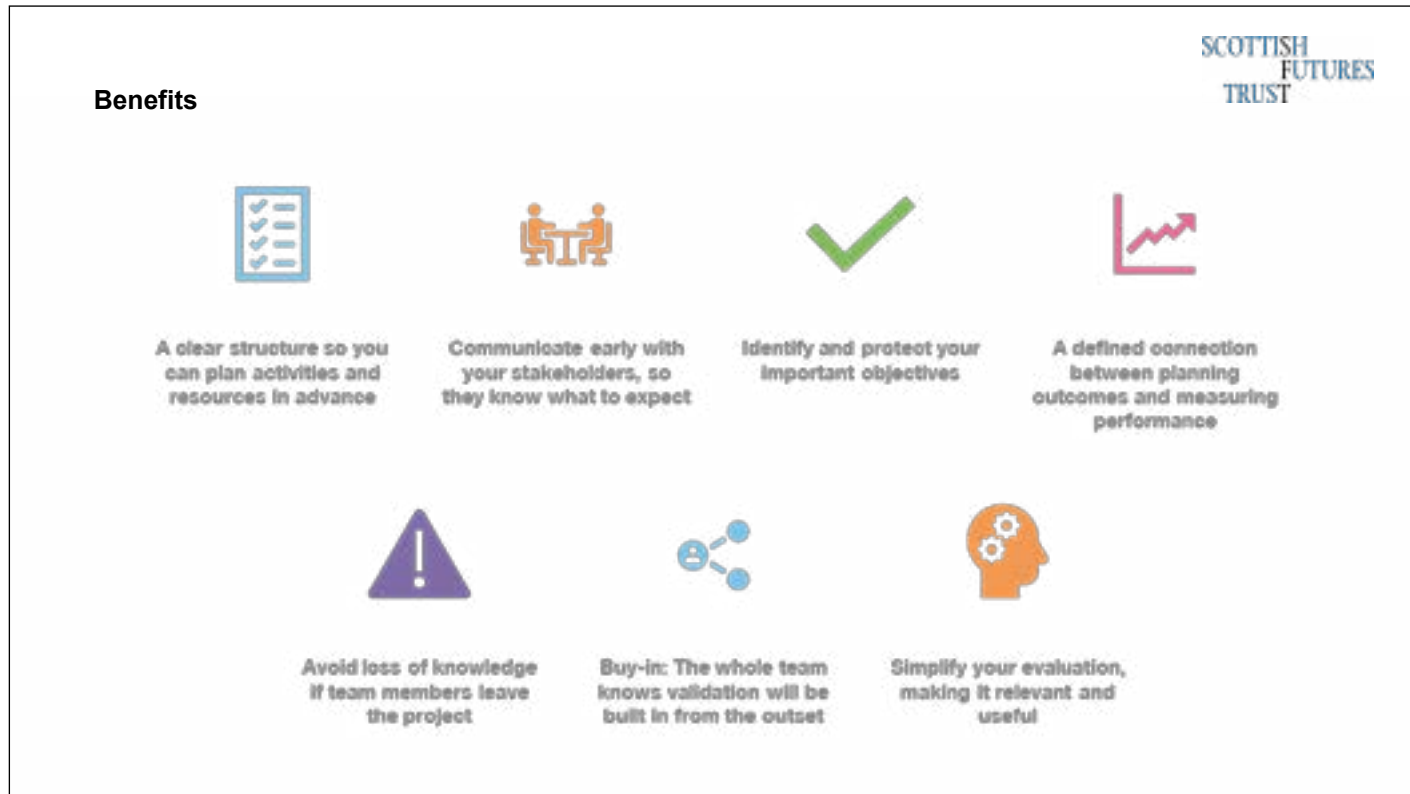 SCOTTISH
FUTURES
TRUST
Benefits
A clear structure so you
can plan activities and
resources in advance
Communicate early with
your stakeholders, so
they know what to expect
Identify and protect your
important objectives
A defined connection
between planning
outcomes and measuring
performance
Avoid loss of knowledge
if team members leave
the project
Buy-in: The whole team
knows validation will be
built in from the outset
Simplify your evaluation,
making it relevant and
useful